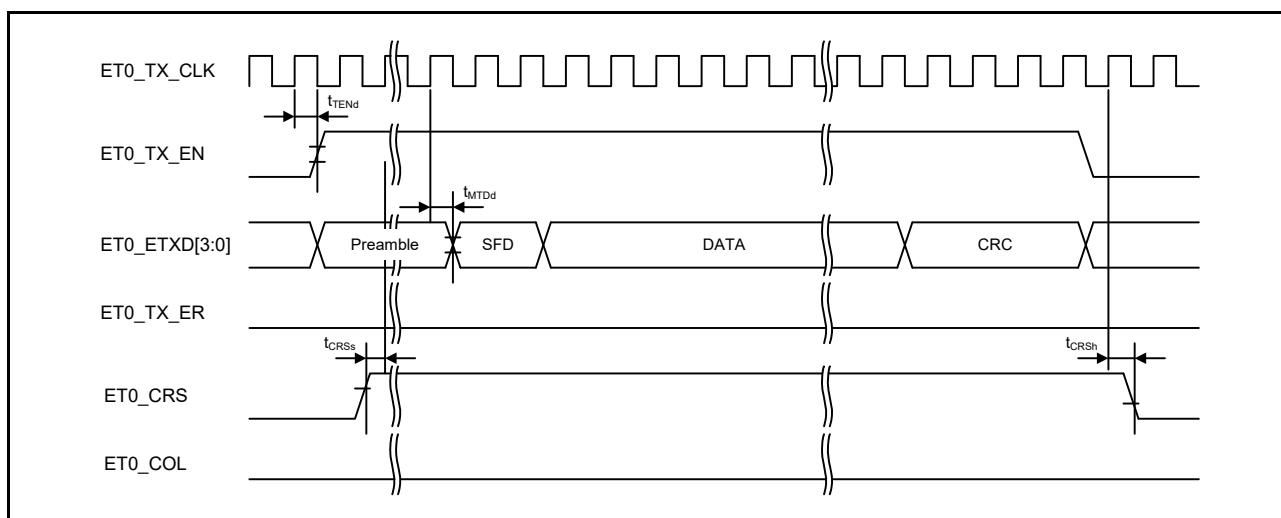 ET0_TX_CLK
tTENd
ET0_TX_EN
tMTDd
ET0_ETXD[3:0]
Preamble
SFD
DATA
CRC
ET0_TX_ER
tCRSs
tCRSh
ET0_CRS
ET0_COL